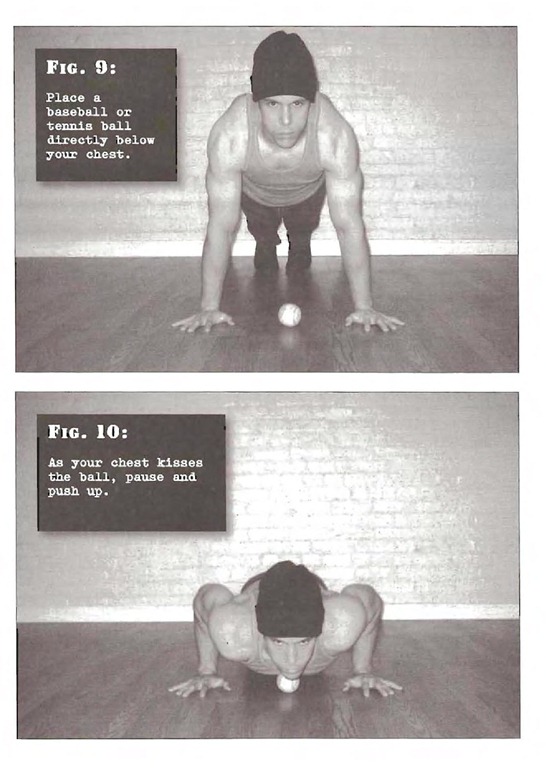 FIG. 9:
Place a
baseball or
tennis ball
directly below
your chest.
FIG. 10:
As your chest kisses
the ball, pause and
push up.